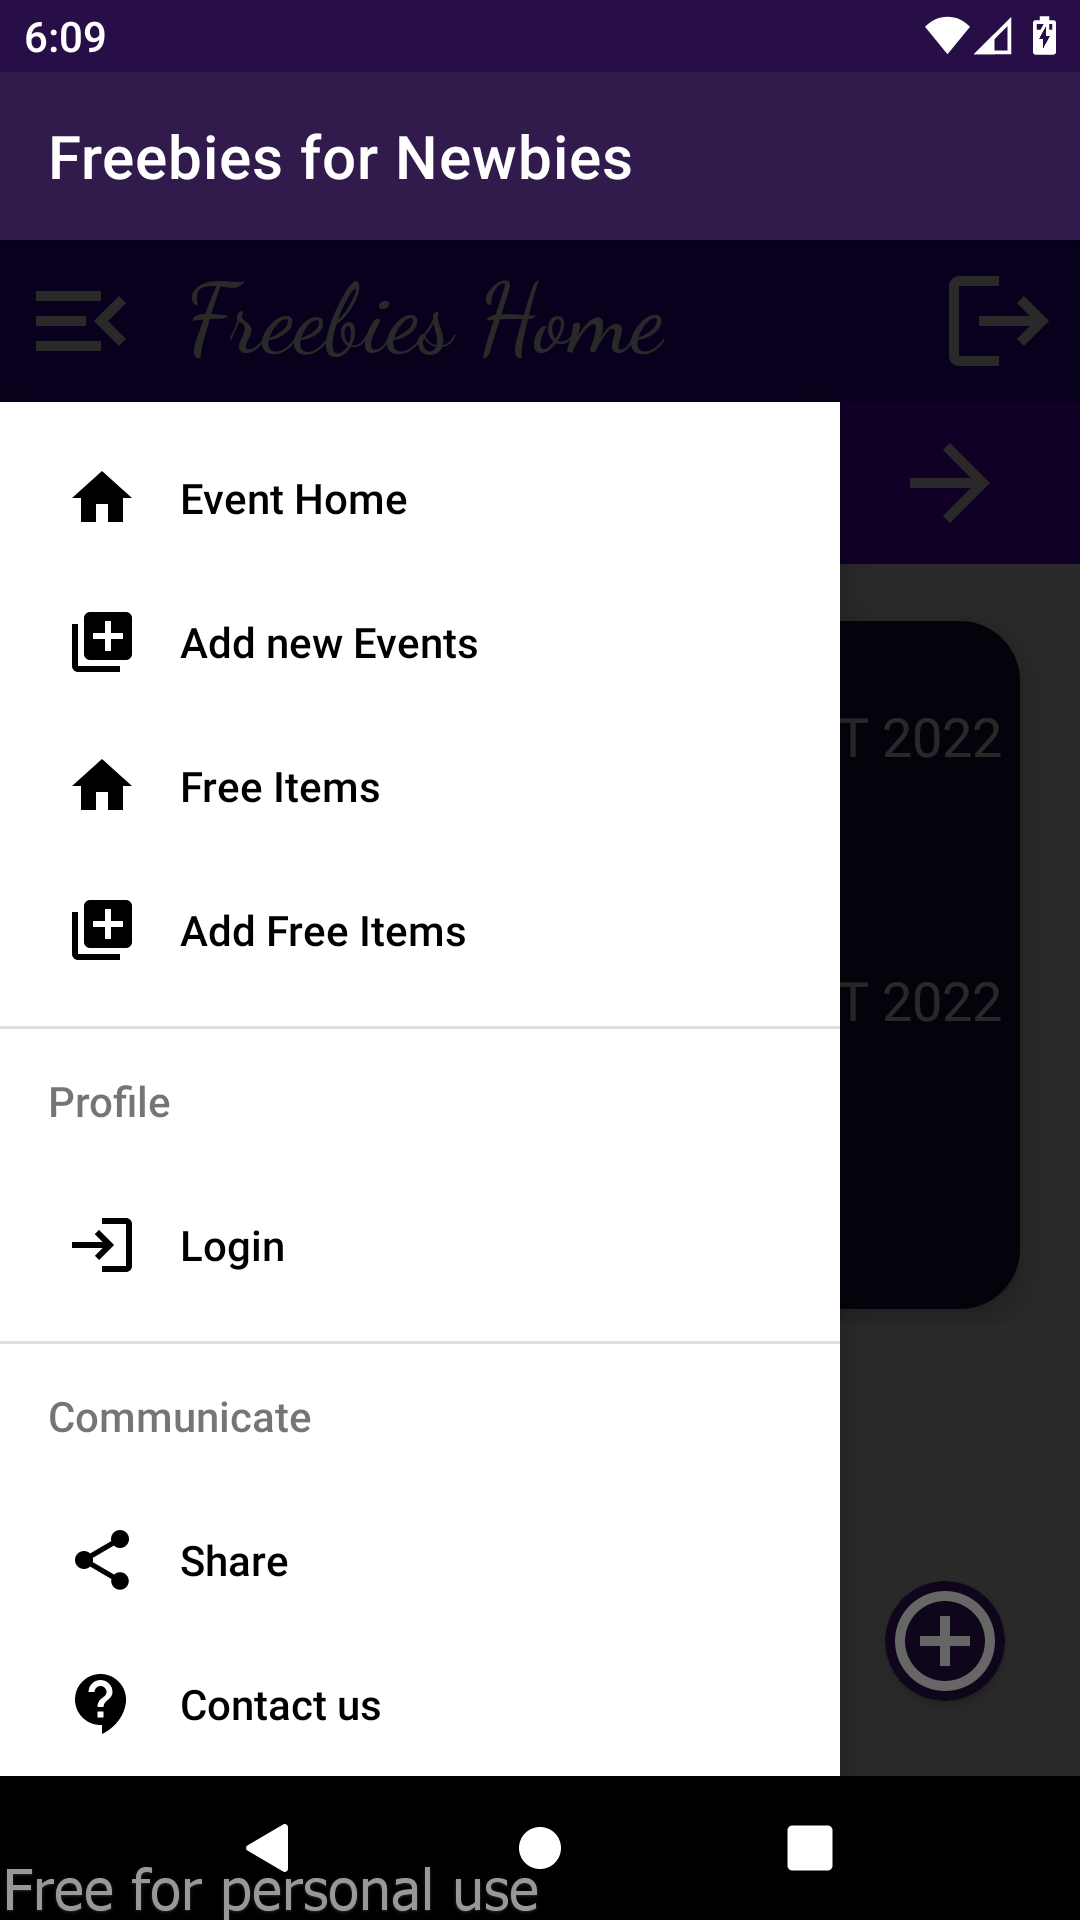 6:09
Freebies for Newbies
Freebies Home
Event Home
Add new Events
T 2022
Free Items
Add Free Items
T 2022
Profile
Login
Communicate
Share
Contact us
Free for personal use